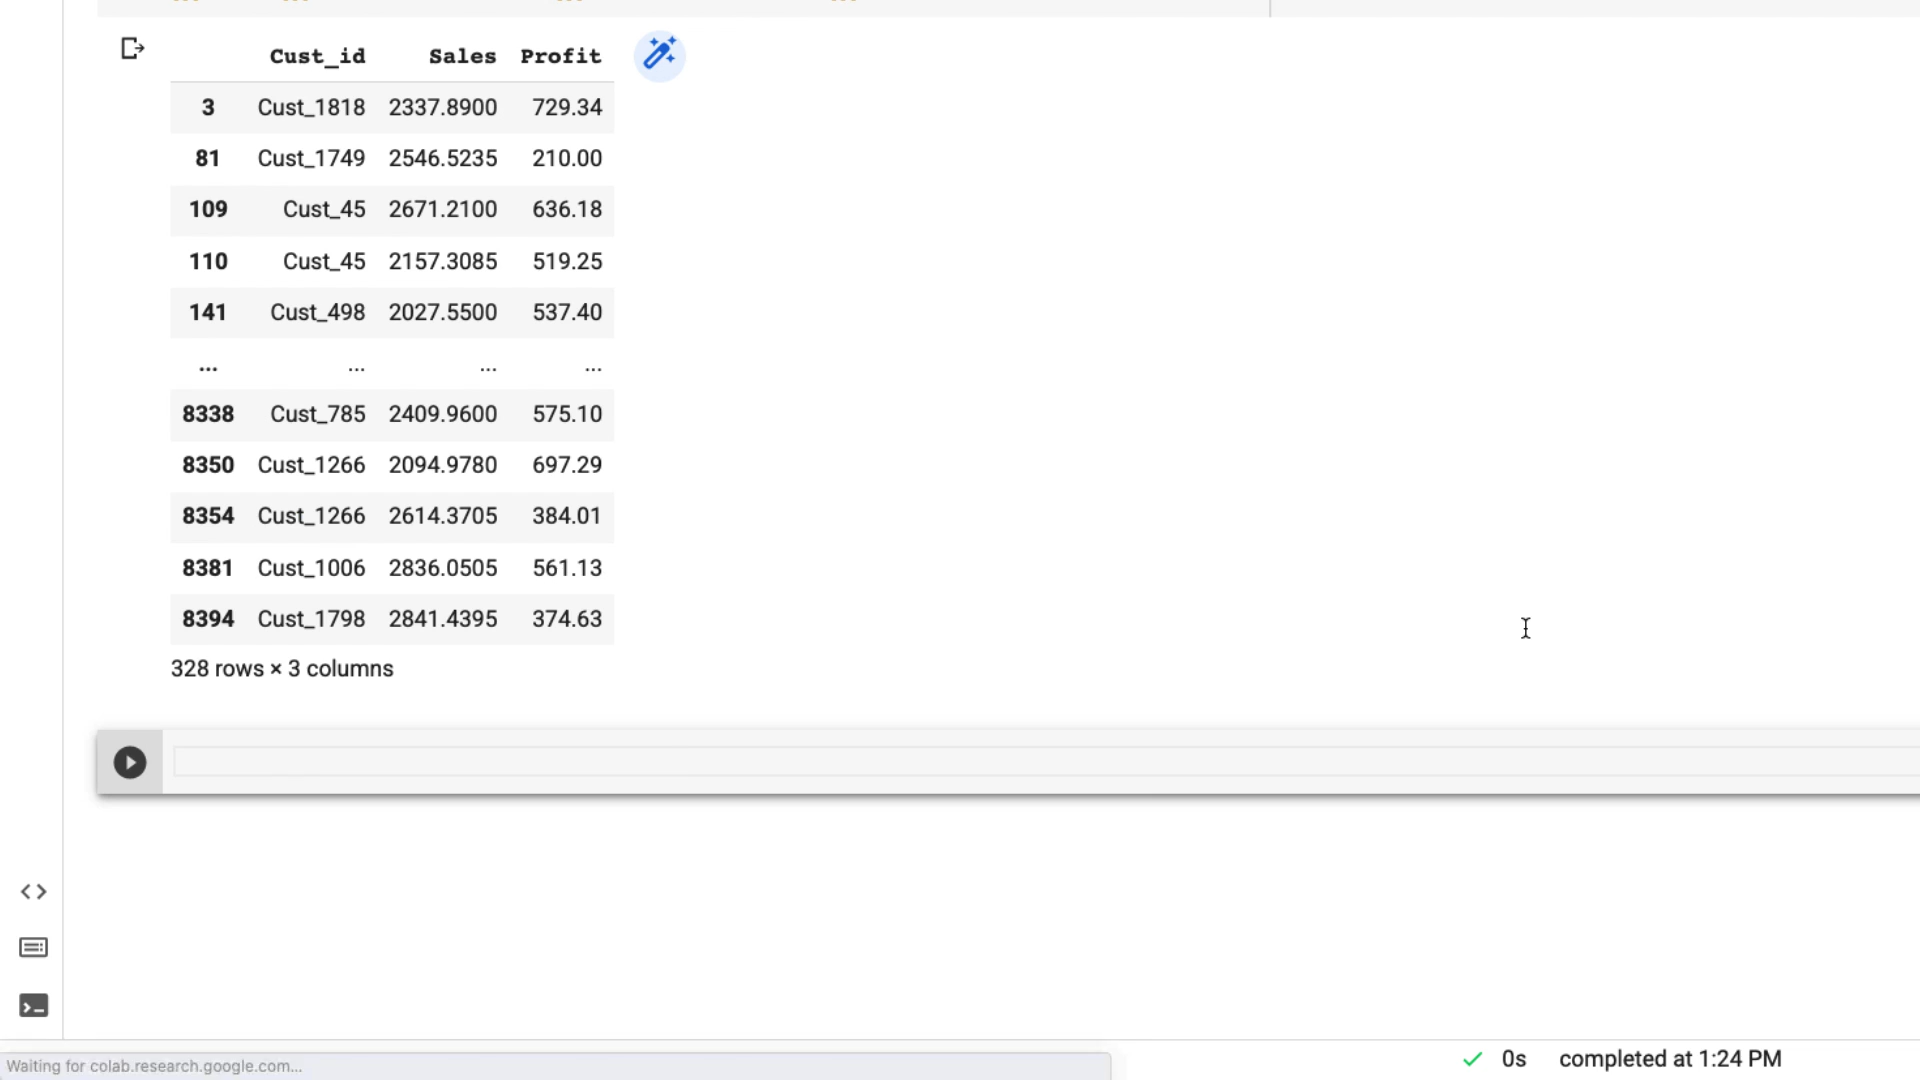 Cust_id Sales Profit
3 Cust_1818 2337.8900 729.34
81 Cust_1749 2546.5235 210.00
109 Cust_45 2671.2100 636.18
110 Cust_45 2157.3085 519.25
141 Cust_498 2027.5500 537.40
... ... ... ...
8338 Cust_785 2409.9600 575.10
8350 Cust_1266 2094.9780 697.29
8354 Cust_1266 2614.3705 384.01
8381 Cust_1006 2836.0505 561.13
8394 Cust_1798 2841.4395 374.63
328 rows × 3 columns
Waiting for colab.research.google.com...
0s completed at 1:24 PM